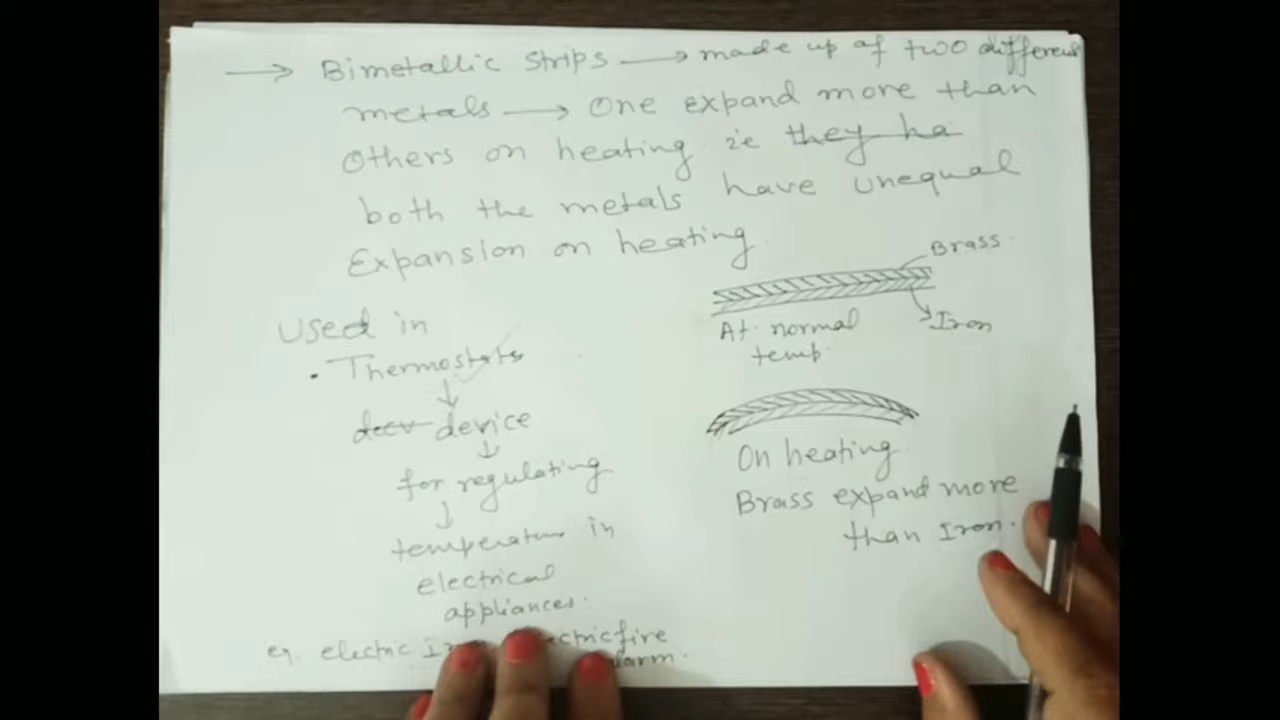 → Bimetallic Strips → made up of two different
metals → One expand more than
Others on heating i'e they ha
both the metals have unequal
Expansion on heating.
Brass
Iron
At normal
temp.
Used in
• Thermostats
↓
device
↓
for regulating
↓
temperature in
electrical
appliances.
On heating
Brass expand more
than Iron.
eg electric fire